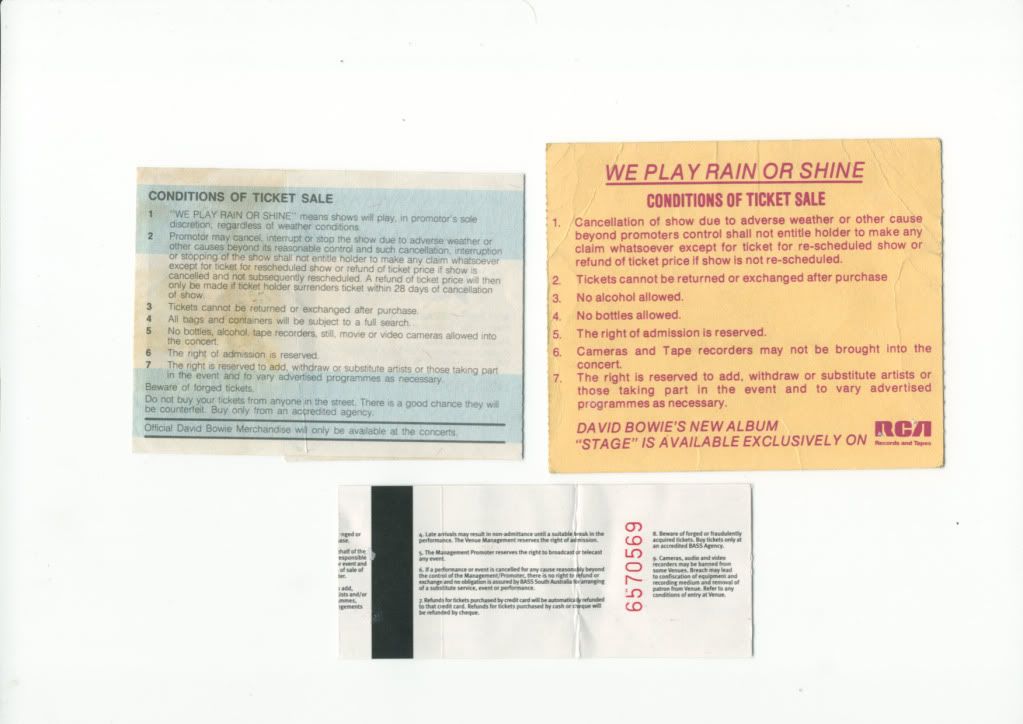 CONDITIONS OF TICKET SALE
1 "WE PLAY RAIN OR SHINE" means shows will play, in promotor's sole
discretion, regardless of weather conditions.
2 Promotor may cancel, interrupt or stop the show due to adverse weather or
other causes beyond its reasonable control and such cancellation, interruption
or stopping of the show shall not entitle holder to make any claim whatsoever
except for ticket for rescheduled show or refund of ticket price if show is
cancelled and not subsequently rescheduled. A refund of ticket price will then
only be made if ticket holder surrenders ticket within 28 days of cancellation
of show.
3 Tickets cannot be returned or exchanged after purchase.
4 All bags and containers will be subject to a full search.
5 No bottles, alcohol, tape recorders, still, movie or video cameras allowed into
the concert.
6 The right of admission is reserved.
7 The right is reserved to add, withdraw or substitute artists or those taking part
in the event and to vary advertised programmes as necessary.
Beware of forged tickets.
Do not buy your tickets from anyone in the street. There is a good chance they will
be counterfeit. Buy only from an accredited agency.
Official David Bowie Merchandise will only be available at the concerts.
WE PLAY RAIN OR SHINE
CONDITIONS OF TICKET SALE
1. Cancellation of show due to adverse weather or other cause
beyond promoters control shall not entitle holder to make any
claim whatsoever except for ticket for re-scheduled show or
refund of ticket price if show is not re-scheduled.
2. Tickets cannot be returned or exchanged after purchase
3. No alcohol allowed.
4. No bottles allowed.
5. The right of admission is reserved.
6. Cameras and Tape recorders may not be brought into the
concert.
7. The right is reserved to add, withdraw or substitute artists or
those taking part in the event and to vary advertised
programmes as necessary.
DAVID BOWIE'S NEW ALBUM
"STAGE" IS AVAILABLE EXCLUSIVELY ON
RCA
Records and Tapes
nged or
ase.
ehalf of the
responsible
event and
of sale of
ter.
add,
ists and/or
mmes,
ngements
4. Late arrivals may result in non-admittance until a suitable break in the
performance. The Venue Management reserves the right of admission.
5. The Management Promoter reserves the right to broadcast or telecast
any event.
6. If a performance or event is cancelled for any cause reasonably beyond
the control of the Management/Promoter, there is no right to refund or
exchange and no obligation is assured by BASS South Australia for arranging
of a substitute service, event or performance.
7. Refunds for tickets purchased by credit card will be automatically refunded
to that credit card. Refunds for tickets purchased by cash or cheque will
be refunded by cheque.
6570569
8. Beware of forged or fraudulently
acquired tickets. Buy tickets only at
an accredited BASS Agency.
9. Cameras, audio and video
recorders may be banned from
some Venues. Breach may lead
to confiscation of equipment and
recording medium and removal of
patron from Venue. Refer to any
conditions of entry at Venue.